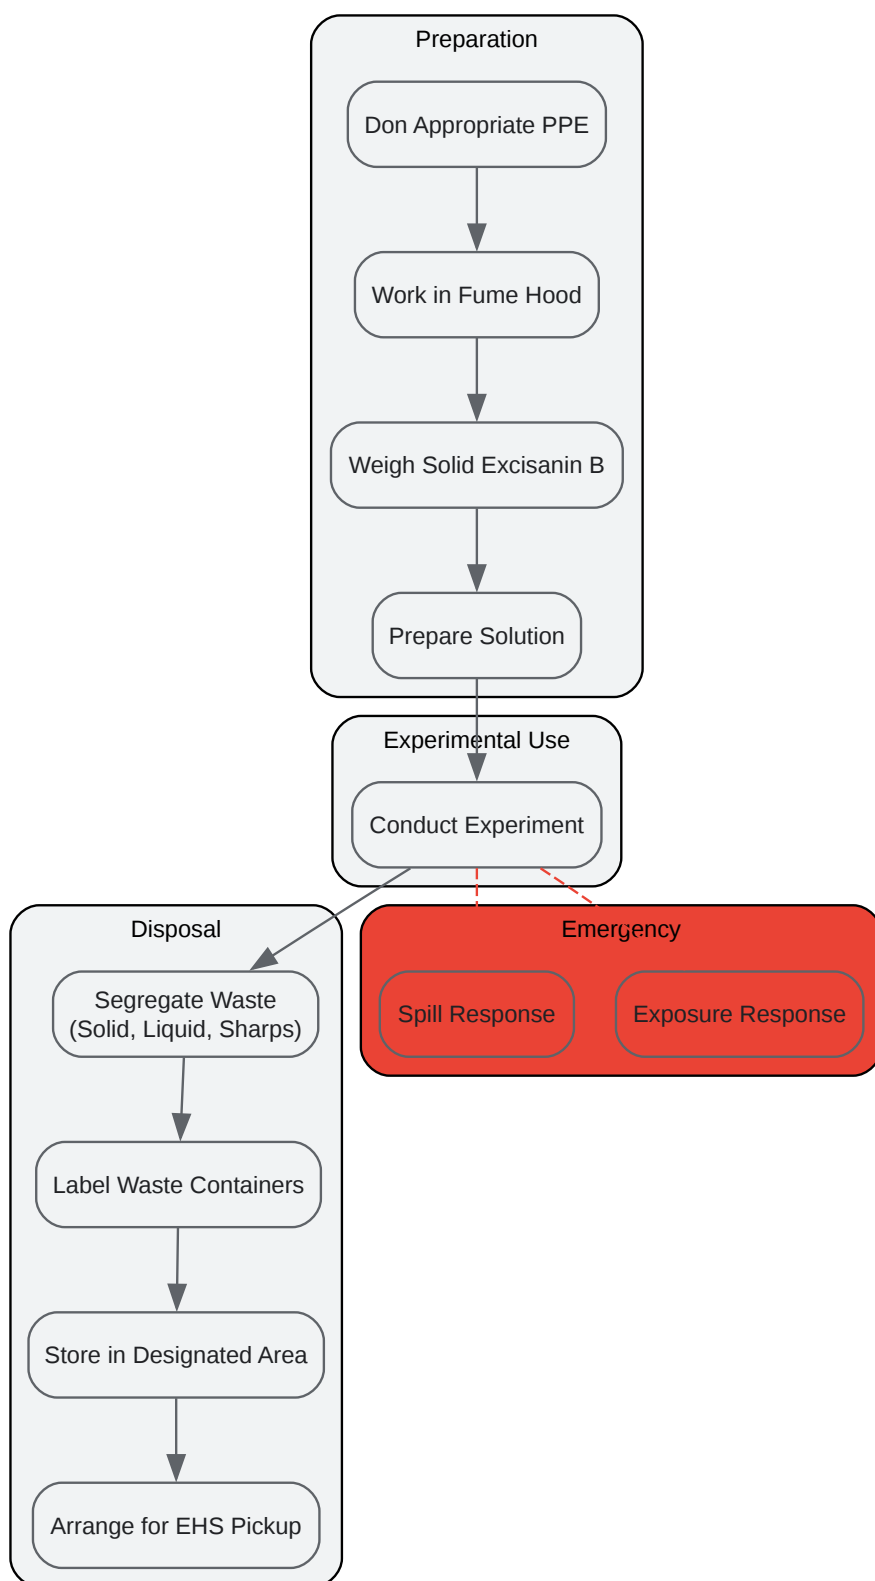 Preparation
Don Appropriate PPE
Work in Fume Hood
Weigh Solid Excisanin B
Prepare Solution
Experimental Use
Conduct Experiment
Disposal
Segregate Waste
(Solid, Liquid, Sharps)
Label Waste Containers
Store in Designated Area
Arrange for EHS Pickup
Emergency
Spill Response
Exposure Response